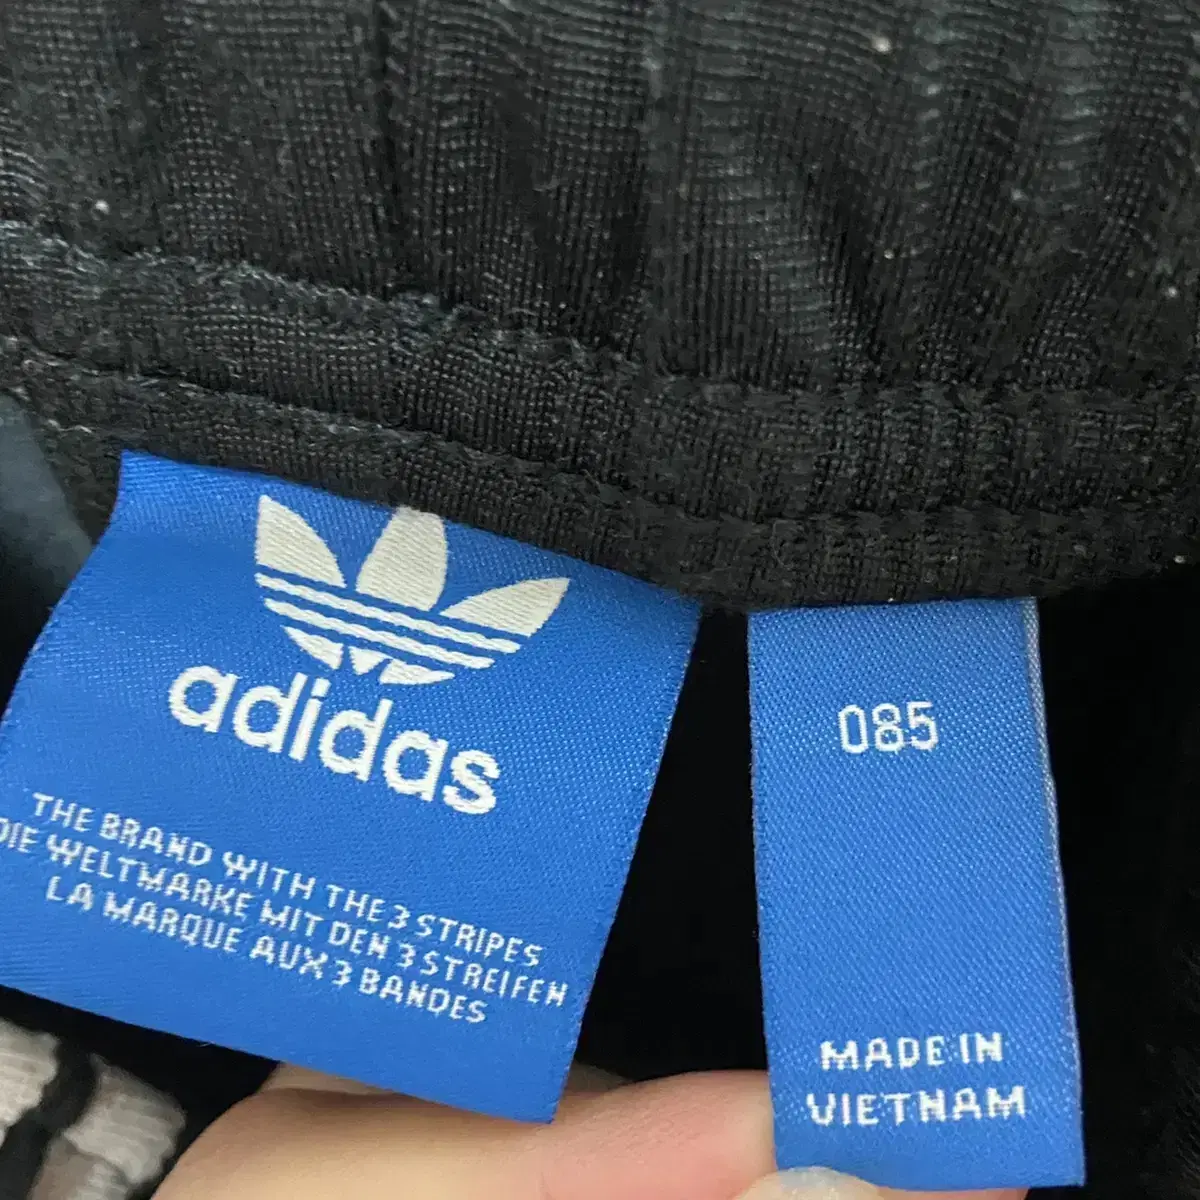 adidas
THE BRAND WITH THE 3 STRIPES
DIE WELTMARKE MIT DEN 3 STREIFEN
LA MARQUE AUX 3 BANDES
085
MADE IN
VIETNAM